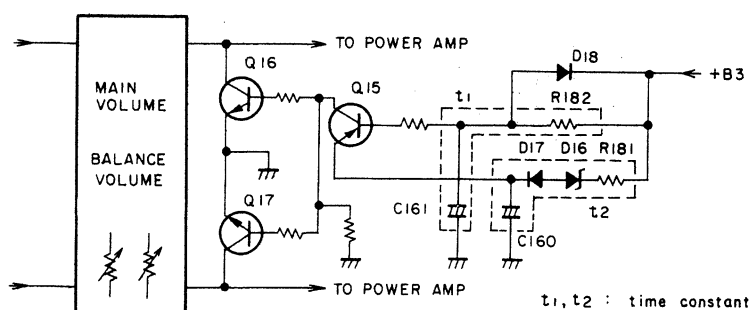 TO POWER AMP
Q16
MAIN
VOLUME
BALANCE
VOLUME
Q15
D18
+B3
t1
R182
D17
D16
R181
Q17
C161
t2
C160
TO POWER AMP
t1, t2 : time constant